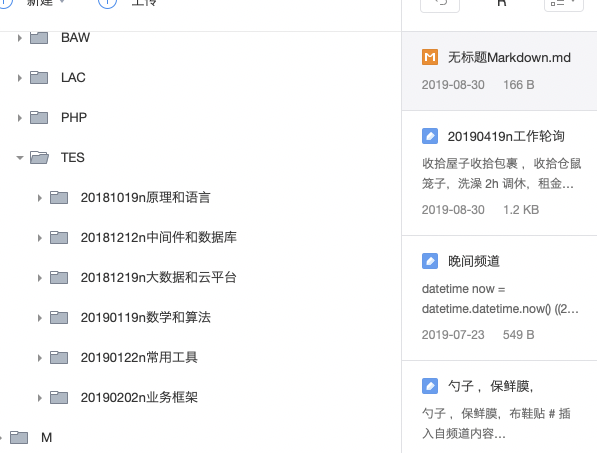 新建
上传
BAW
LAC
PHP
TES
20181019n原理和语言
20181212n中间件和数据库
20181219n大数据和云平台
20190119n数学和算法
20190122n常用工具
20190202n业务框架
M
无标题Markdown.md
2019-08-30 166 B
20190419n工作轮询
收拾屋子收拾包裹 ，收拾仓鼠
笼子，洗澡 2h 调休，租金...
2019-08-30 1.2 KB
晚间频道
datetime now =
datetime.datetime.now() ((2...
2019-07-23 549 B
勺子 ，保鲜膜,
勺子 ，保鲜膜，布鞋贴 # 插
入自频道内容...